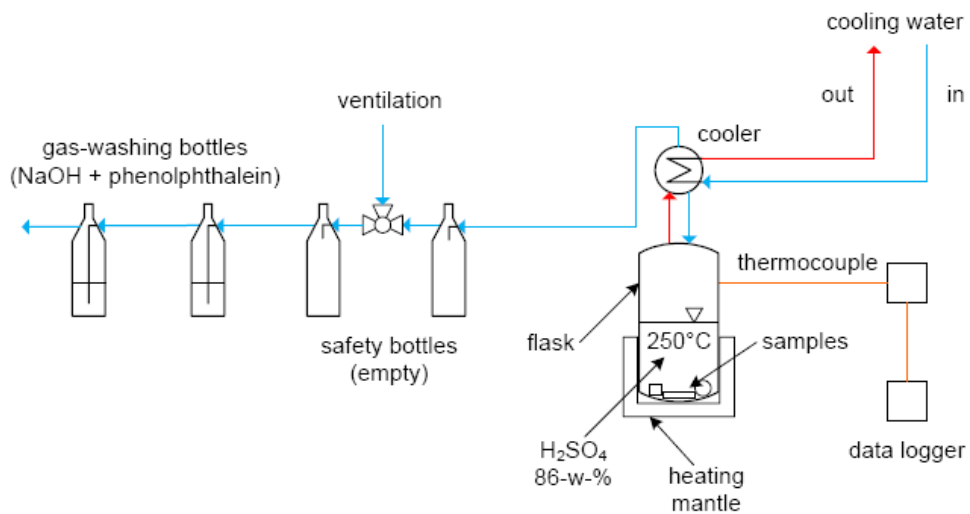 cooling water
out
in
cooler
ventilation
gas-washing bottles
(NaOH + phenolphthalein)
thermocouple
flask
250°C
samples
safety bottles
(empty)
H₂SO₄
86-w-%
heating
mantle
data logger